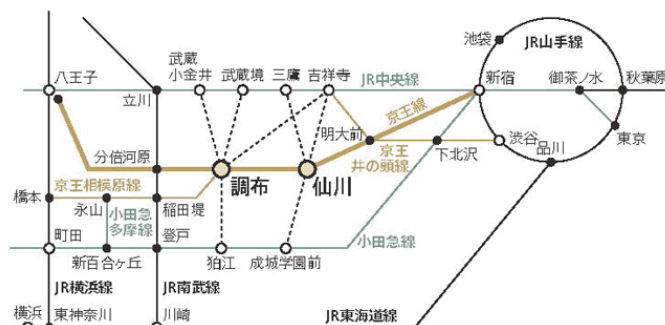 池袋
JR山手線
武蔵
小金井
武蔵境
三鷹
吉祥寺
八王子
立川
JR中央線
新宿
御茶ノ水
秋葉原
京王線
明大前
東京
渋谷
品川
京王
井の頭線
下北沢
分倍河原
調布
仙川
京王相模原線
橋本
永山
稲田堤
小田急
多摩線
町田
新百合ヶ丘
登戸
狛江
成城学園前
小田急線
JR横浜線
JR南武線
横浜
東神奈川
川崎
JR東海道線